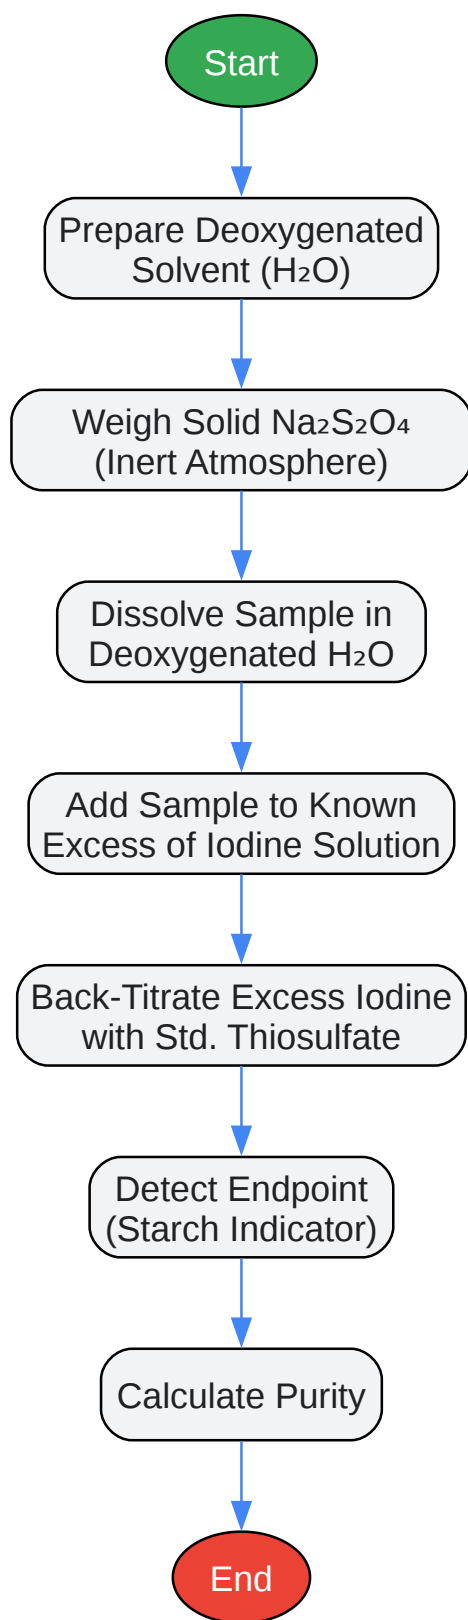 Start
Prepare Deoxygenated
Solvent (H₂O)
Weigh Solid Na₂S₂O₄
(Inert Atmosphere)
Dissolve Sample in
Deoxygenated H₂O
Add Sample to Known
Excess of Iodine Solution
Back-Titrate Excess Iodine
with Std. Thiosulfate
Detect Endpoint
(Starch Indicator)
Calculate Purity
End